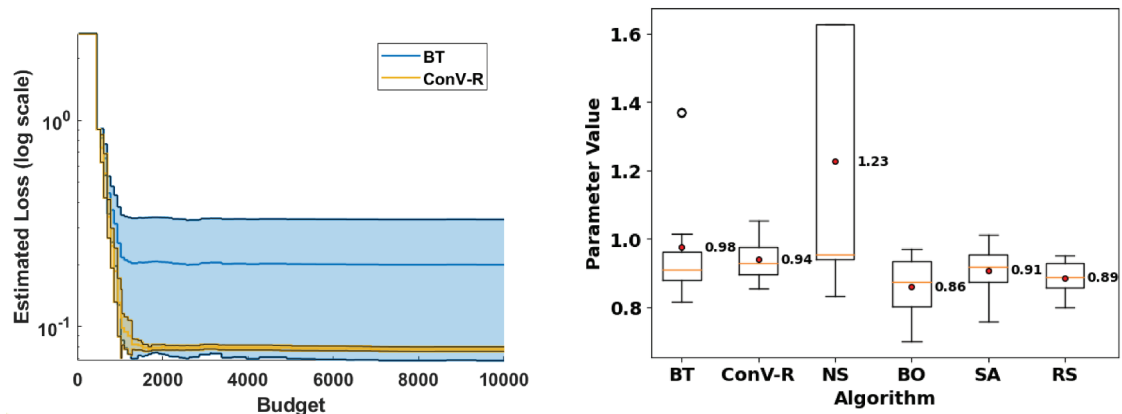 Estimated Loss (log scale)
10^0
10^-1
BT
ConV-R
0 2000 4000 6000 8000 10000
Budget
Parameter Value
1.6
1.4
1.2
1.0
0.8
0.98
0.94
1.23
0.86
0.91
0.89
BT ConV-R NS BO SA RS
Algorithm